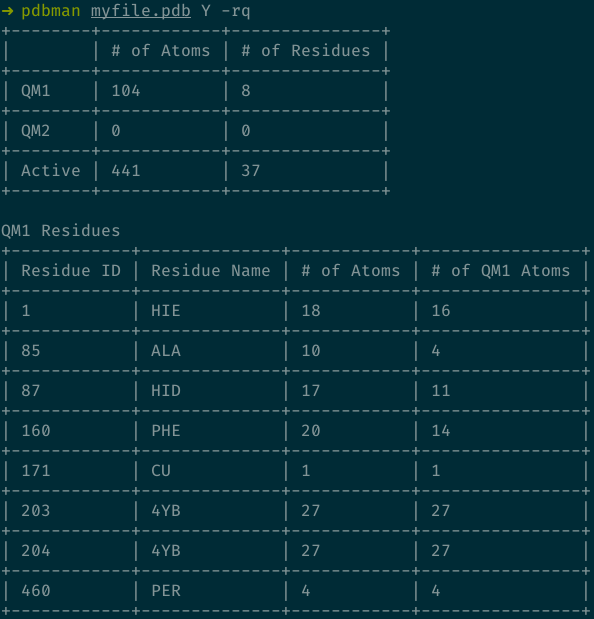 → pdbman myfile.pdb Y -rq
+--------+------------+---------------+
|        | # of Atoms | # of Residues |
+--------+------------+---------------+
| QM1    | 104        | 8             |
+--------+------------+---------------+
| QM2    | 0          | 0             |
+--------+------------+---------------+
| Active | 441        | 37            |
+--------+------------+---------------+

QM1 Residues
+------------+--------------+------------+----------------+
| Residue ID | Residue Name | # of Atoms | # of QM1 Atoms |
+------------+--------------+------------+----------------+
| 1          | HIE          | 18         | 16             |
+------------+--------------+------------+----------------+
| 85         | ALA          | 10         | 4              |
+------------+--------------+------------+----------------+
| 87         | HID          | 17         | 11             |
+------------+--------------+------------+----------------+
| 160        | PHE          | 20         | 14             |
+------------+--------------+------------+----------------+
| 171        | CU           | 1          | 1              |
+------------+--------------+------------+----------------+
| 203        | 4YB          | 27         | 27             |
+------------+--------------+------------+----------------+
| 204        | 4YB          | 27         | 27             |
+------------+--------------+------------+----------------+
| 460        | PER          | 4          | 4              |
+------------+--------------+------------+----------------+